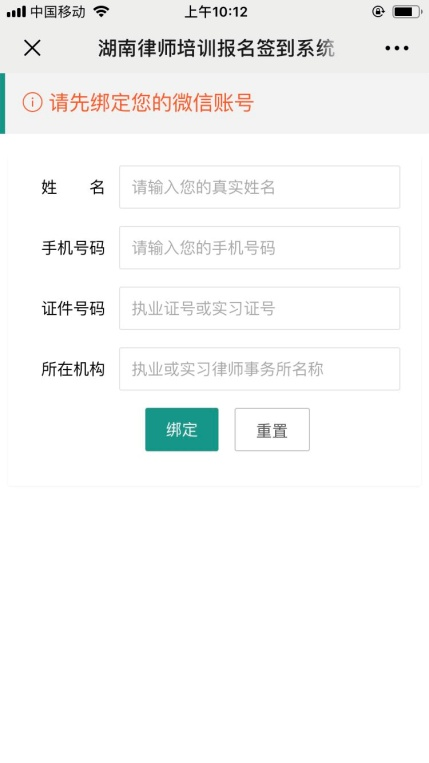 中国移动 上午10:12
湖南律师培训报名签到系统
请先绑定您的微信账号
姓 名 请输入您的真实姓名
手机号码 请输入您的手机号码
证件号码 执业证号或实习证号
所在机构 执业或实习律师事务所名称
绑定 重置